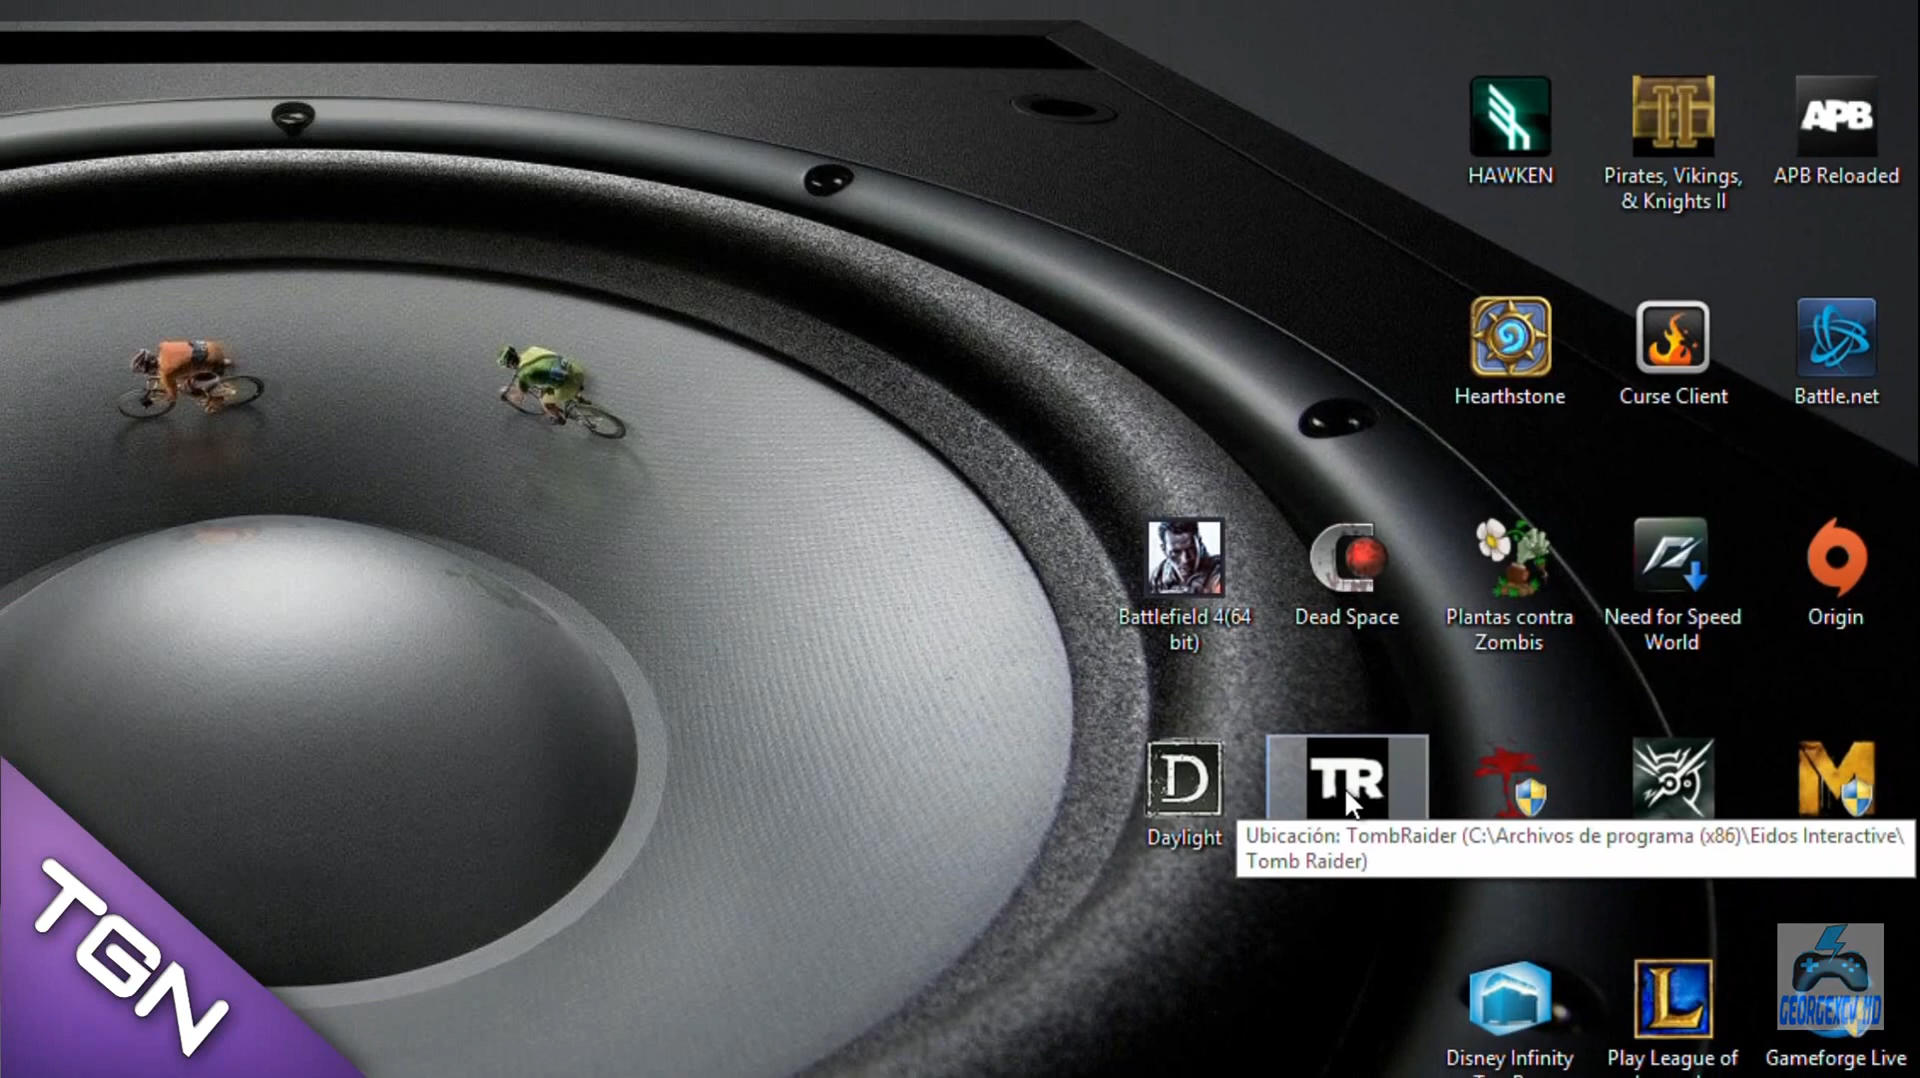 HAWKEN
Pirates, Vikings,
& Knights II
APB
APB Reloaded
Hearthstone
Curse Client
Battle.net
Battlefield 4(64
bit)
Dead Space
Plantas contra
Zombis
Need for Speed
World
Origin
D
Daylight
TR
M
Ubicación: TombRaider (C:\Archivos de programa (x86)\Eidos Interactive\
Tomb Raider)
TGN
Disney Infinity
L
Play League of
GEORGEXCV HD
Gameforge Live